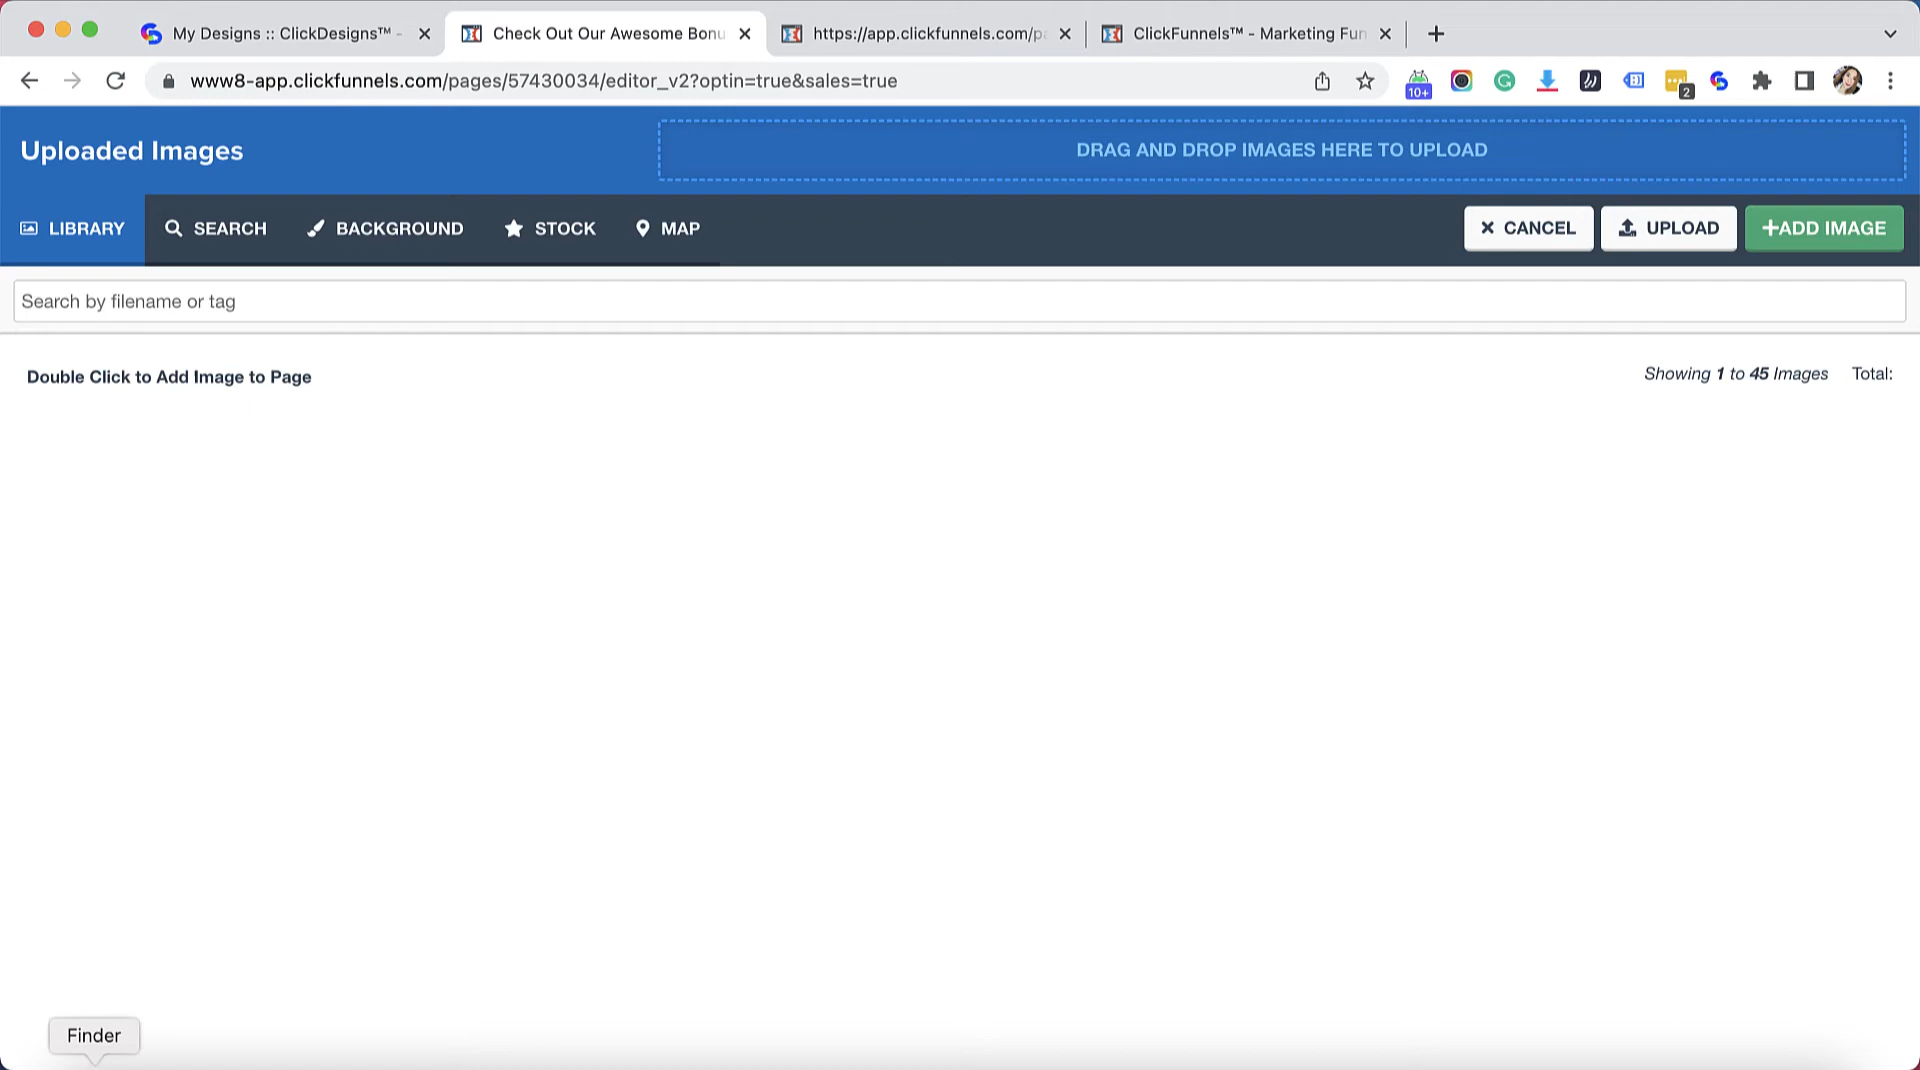 My Designs :: ClickDesigns™ -
Check Out Our Awesome Bonu
https://app.clickfunnels.com/p
ClickFunnels™ - Marketing Fun
www8-app.clickfunnels.com/pages/57430034/editor_v2?optin=true&sales=true
10+
2
Uploaded Images
DRAG AND DROP IMAGES HERE TO UPLOAD
LIBRARY
SEARCH
BACKGROUND
STOCK
MAP
CANCEL
UPLOAD
+ADD IMAGE
Search by filename or tag
Double Click to Add Image to Page
Showing 1 to 45 Images
Total:
Finder